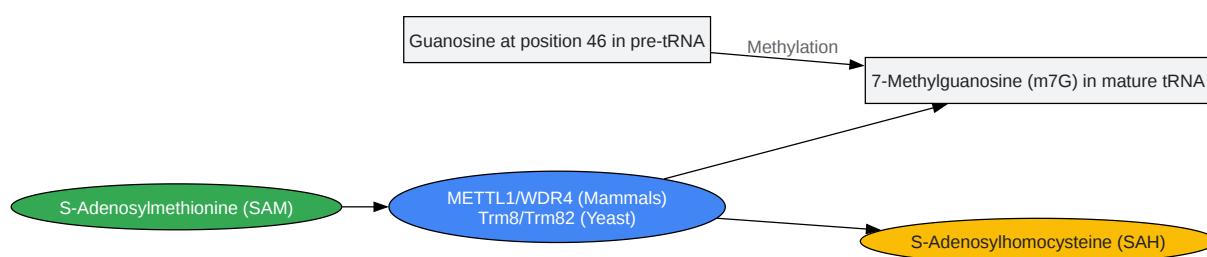 Guanosine at position 46 in pre-tRNA
Methylation
7-Methylguanosine (m7G) in mature tRNA
S-Adenosylmethionine (SAM)
METTL1/WDR4 (Mammals)
Trm8/Trm82 (Yeast)
S-Adenosylhomocysteine (SAH)